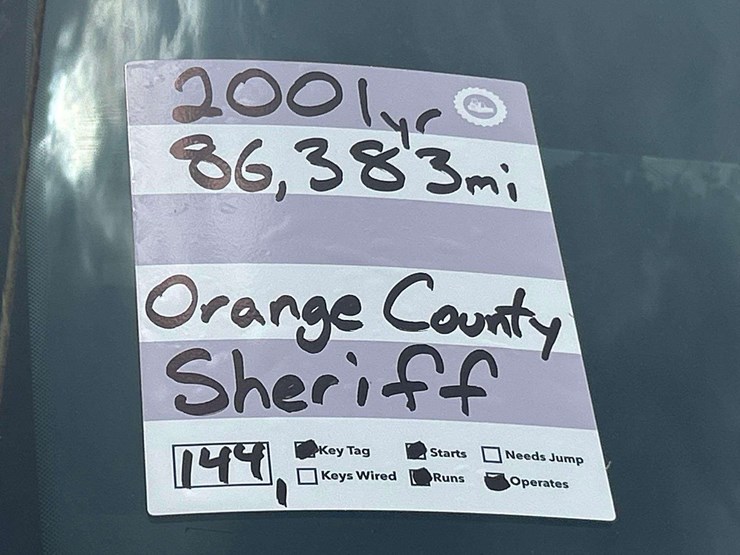 2001yr
86,383mi
Orange County
Sheriff
144,
Key Tag Starts Needs Jump
Keys Wired Runs Operates